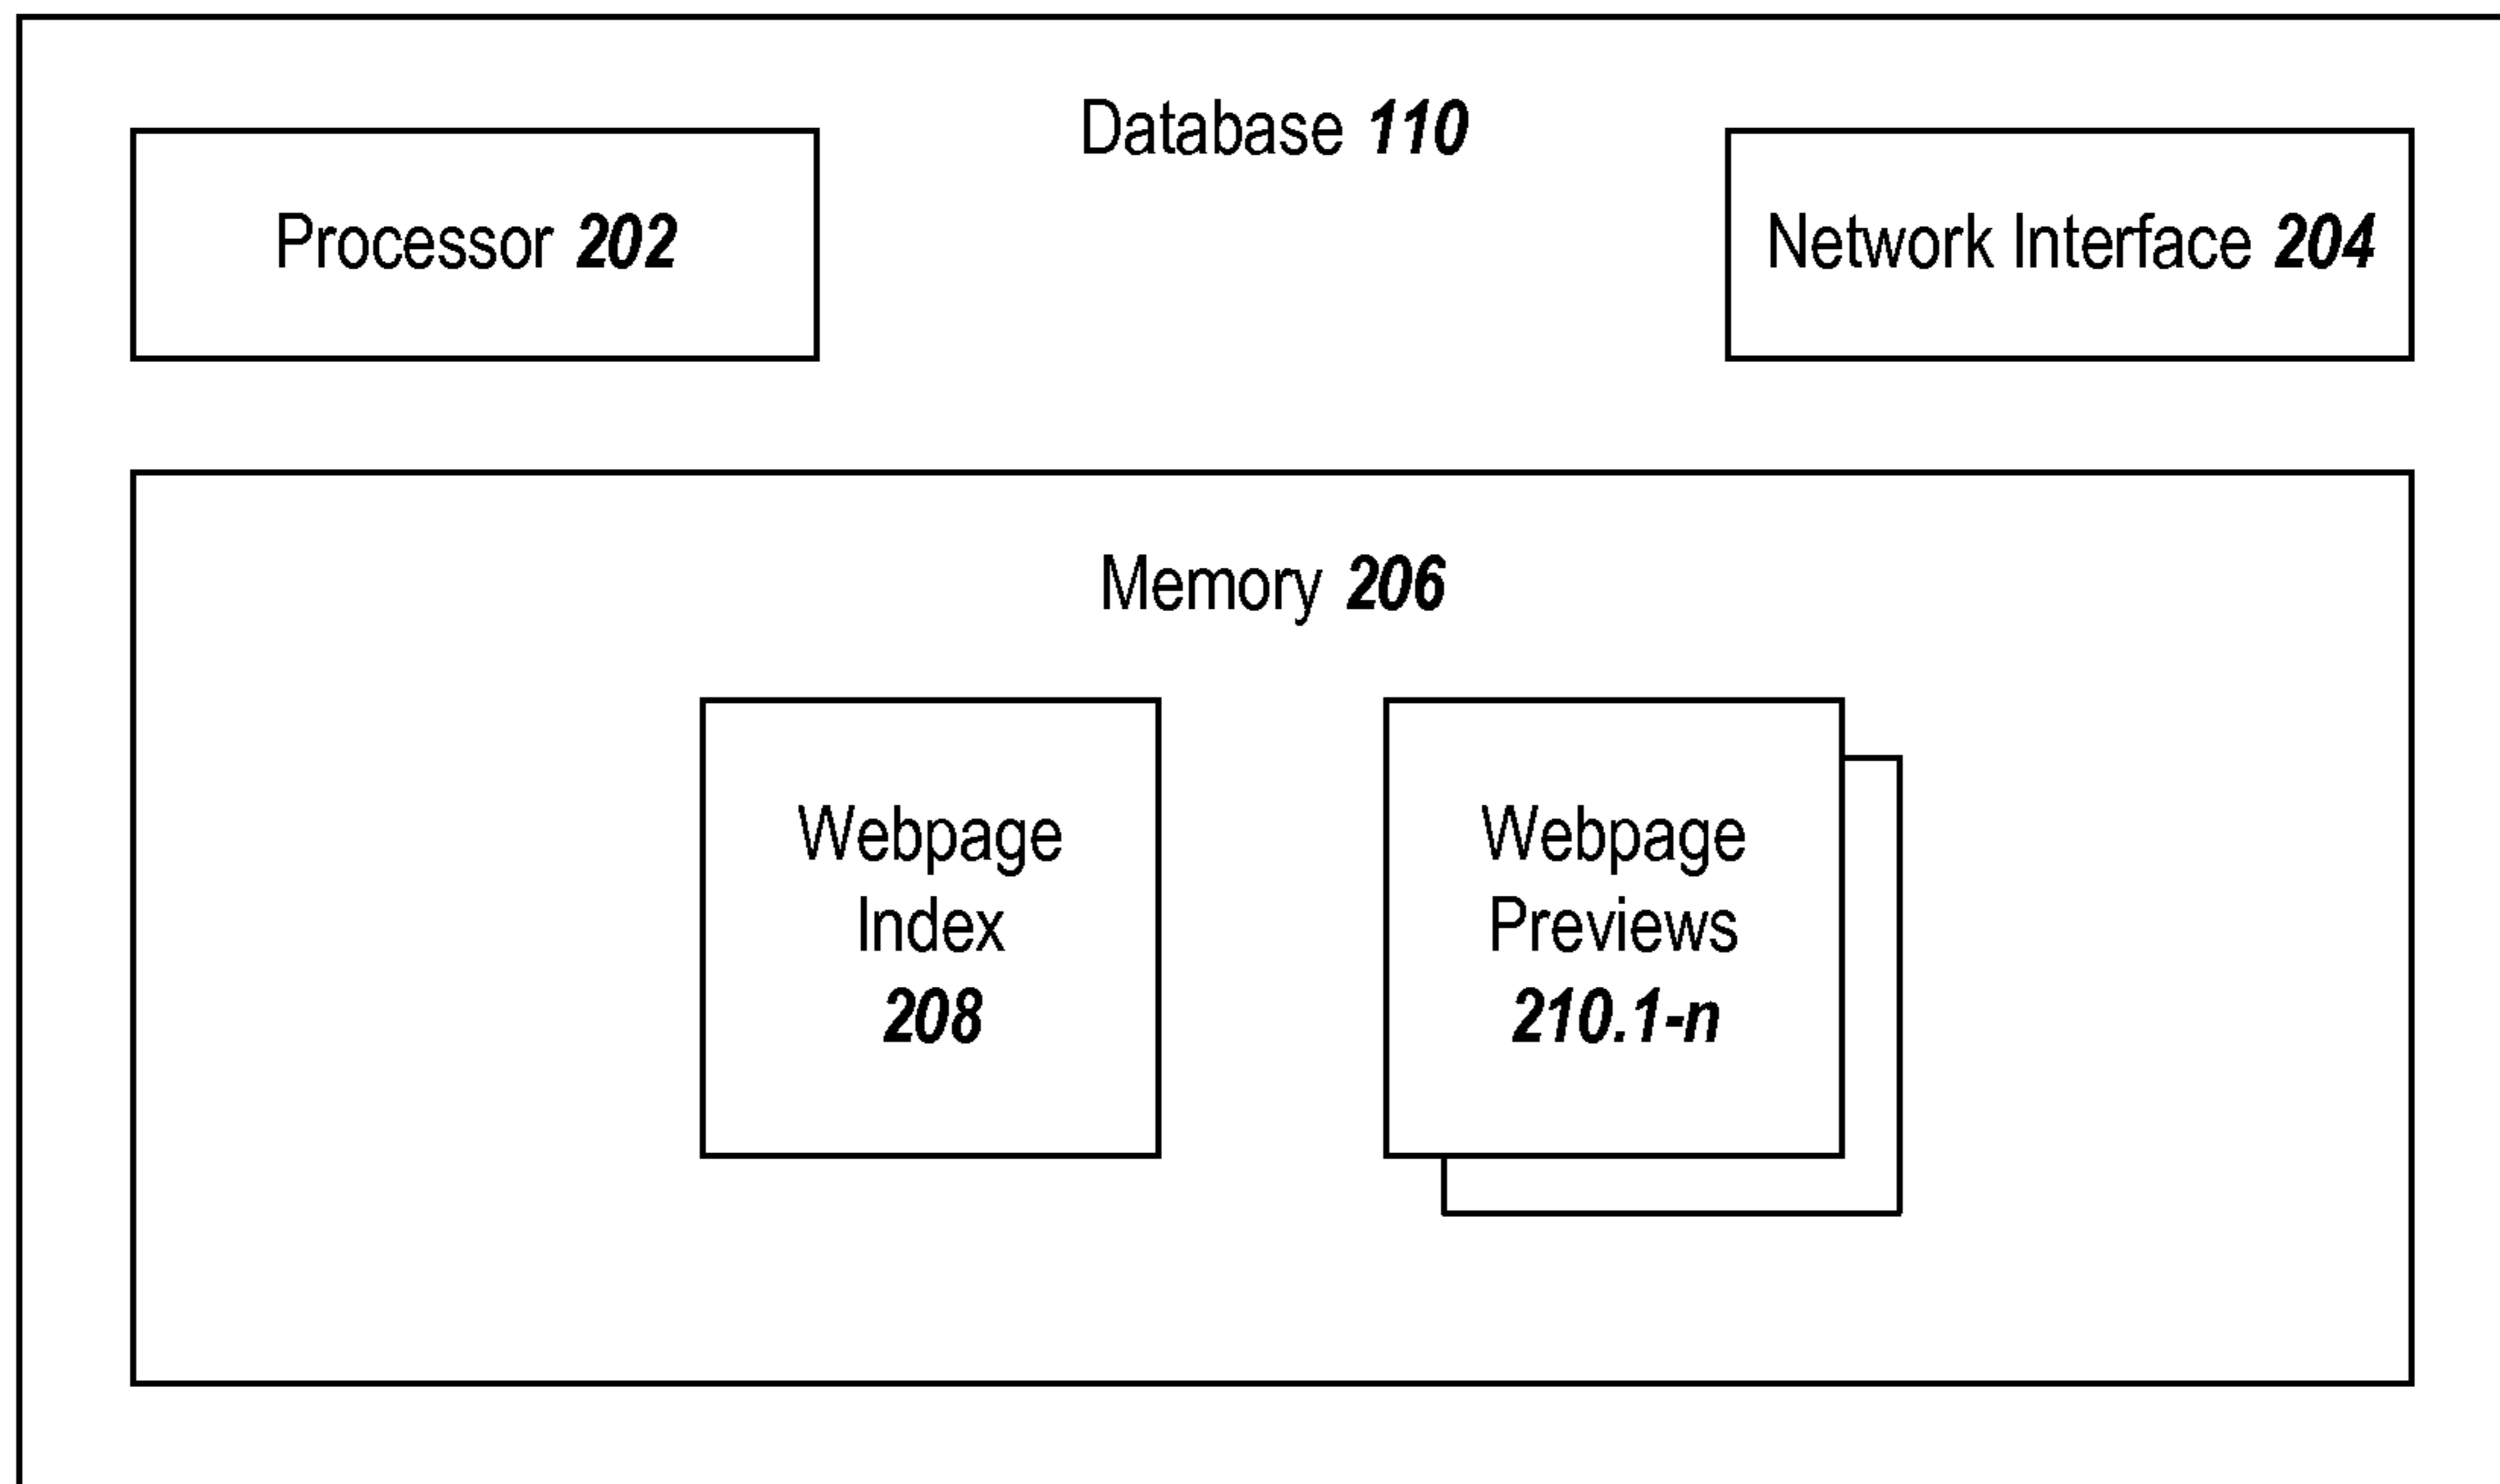 Database 110
Processor 202
Network Interface 204
Memory 206
Webpage
Index
208
Webpage
Previews
210.1-n